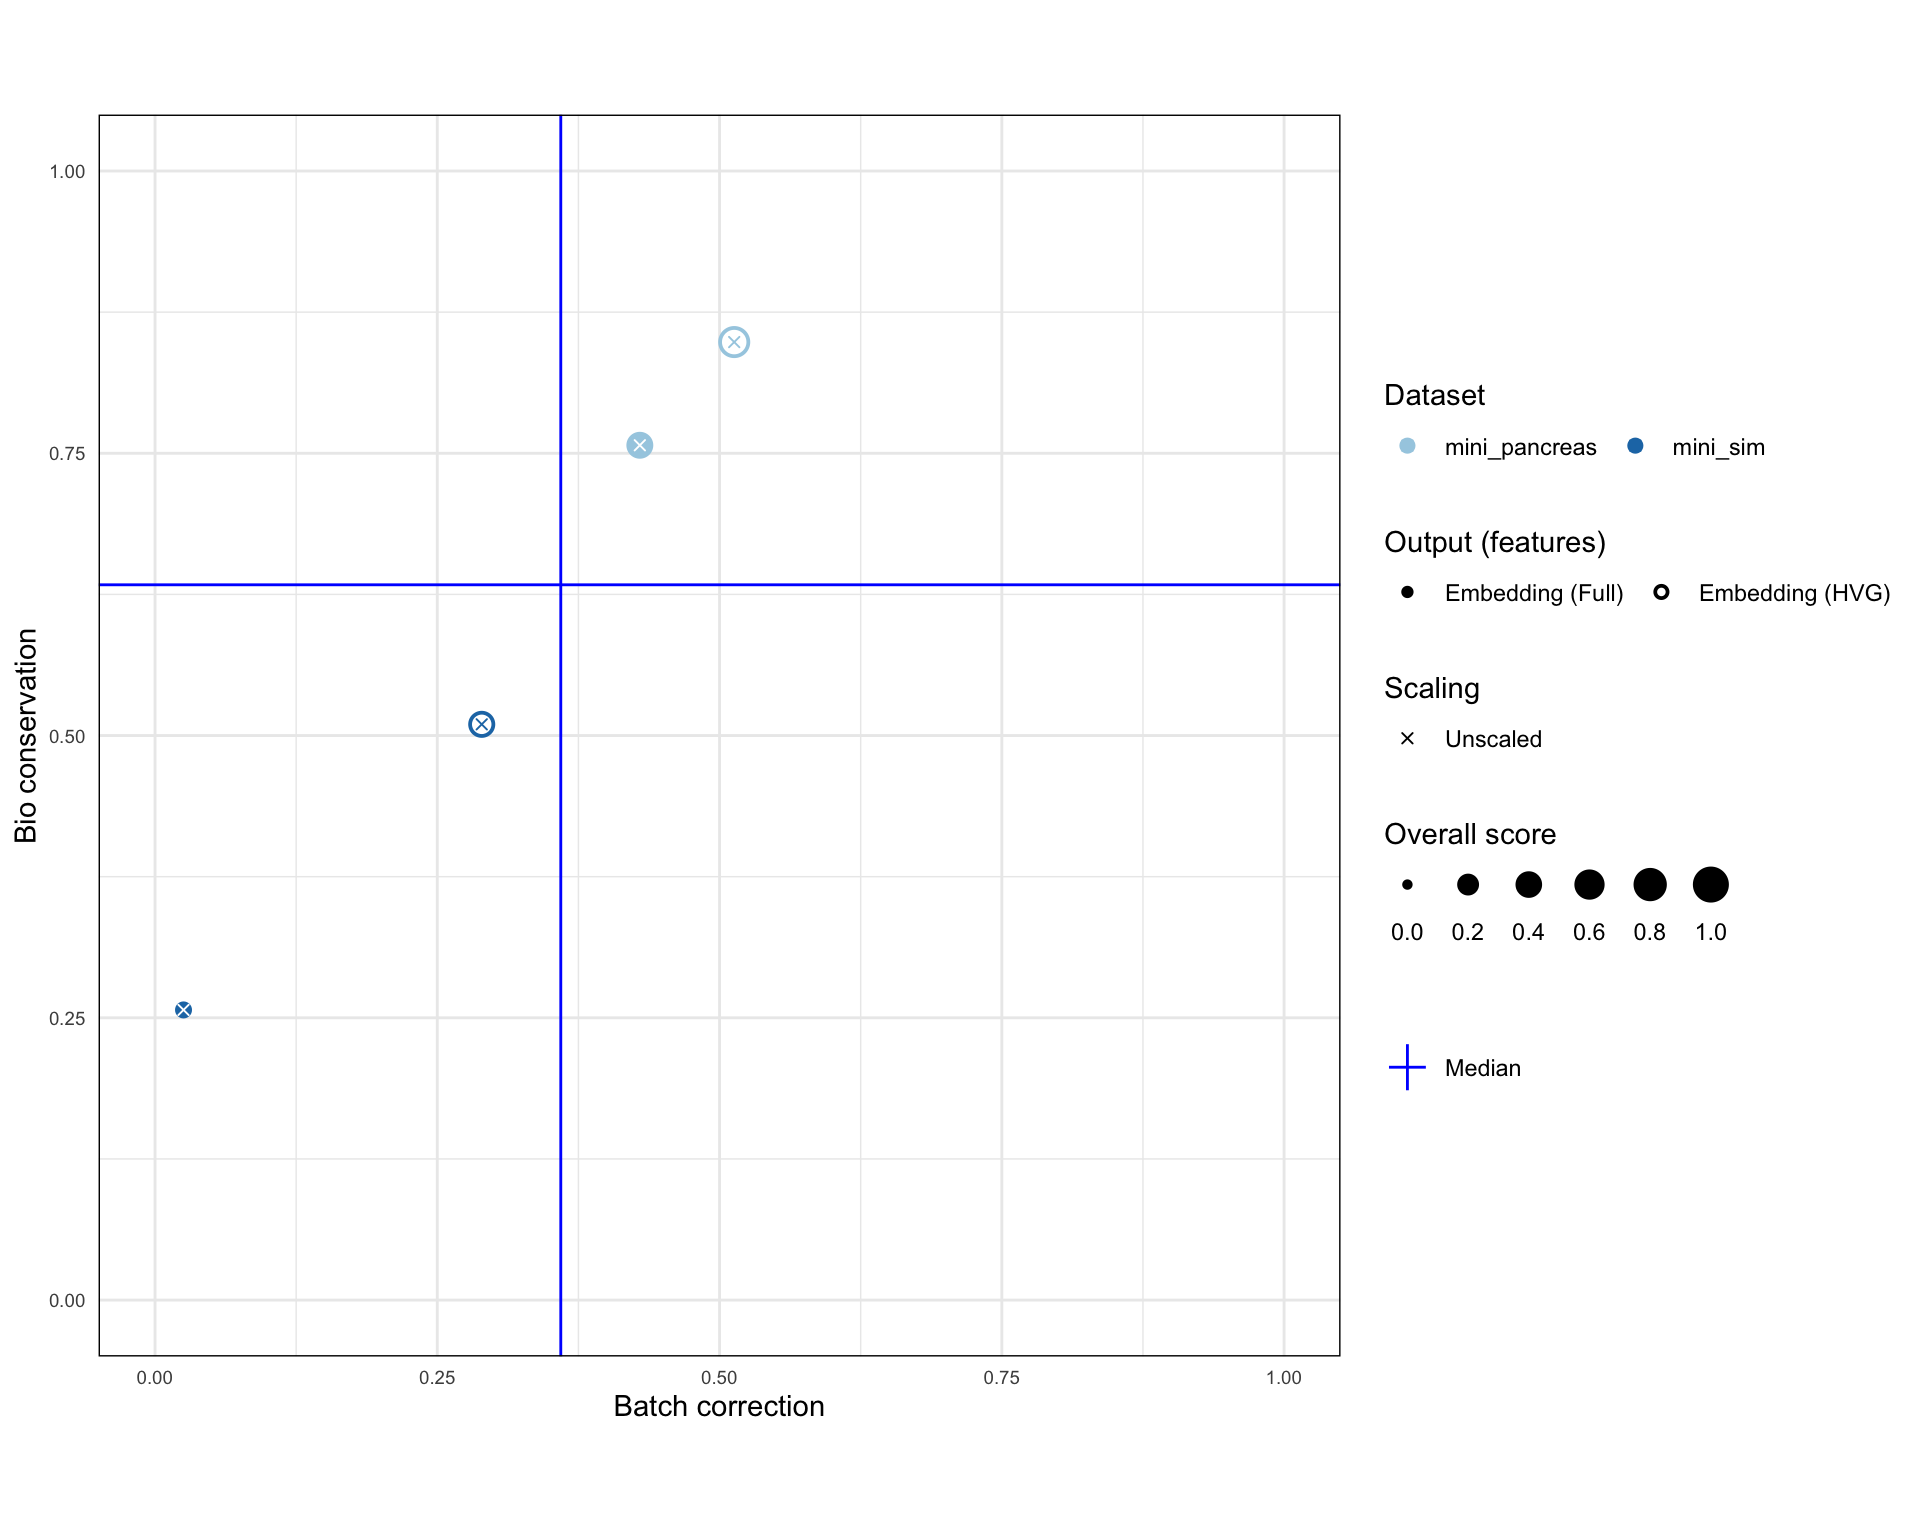 1.00
0.75
0.50
0.25
0.00
Bio conservation
0.00 0.25 0.50 0.75 1.00
Batch correction
Dataset
mini_pancreas mini_sim
Output (features)
Embedding (Full) Embedding (HVG)
Scaling
Unscaled
Overall score
0.0 0.2 0.4 0.6 0.8 1.0
Median